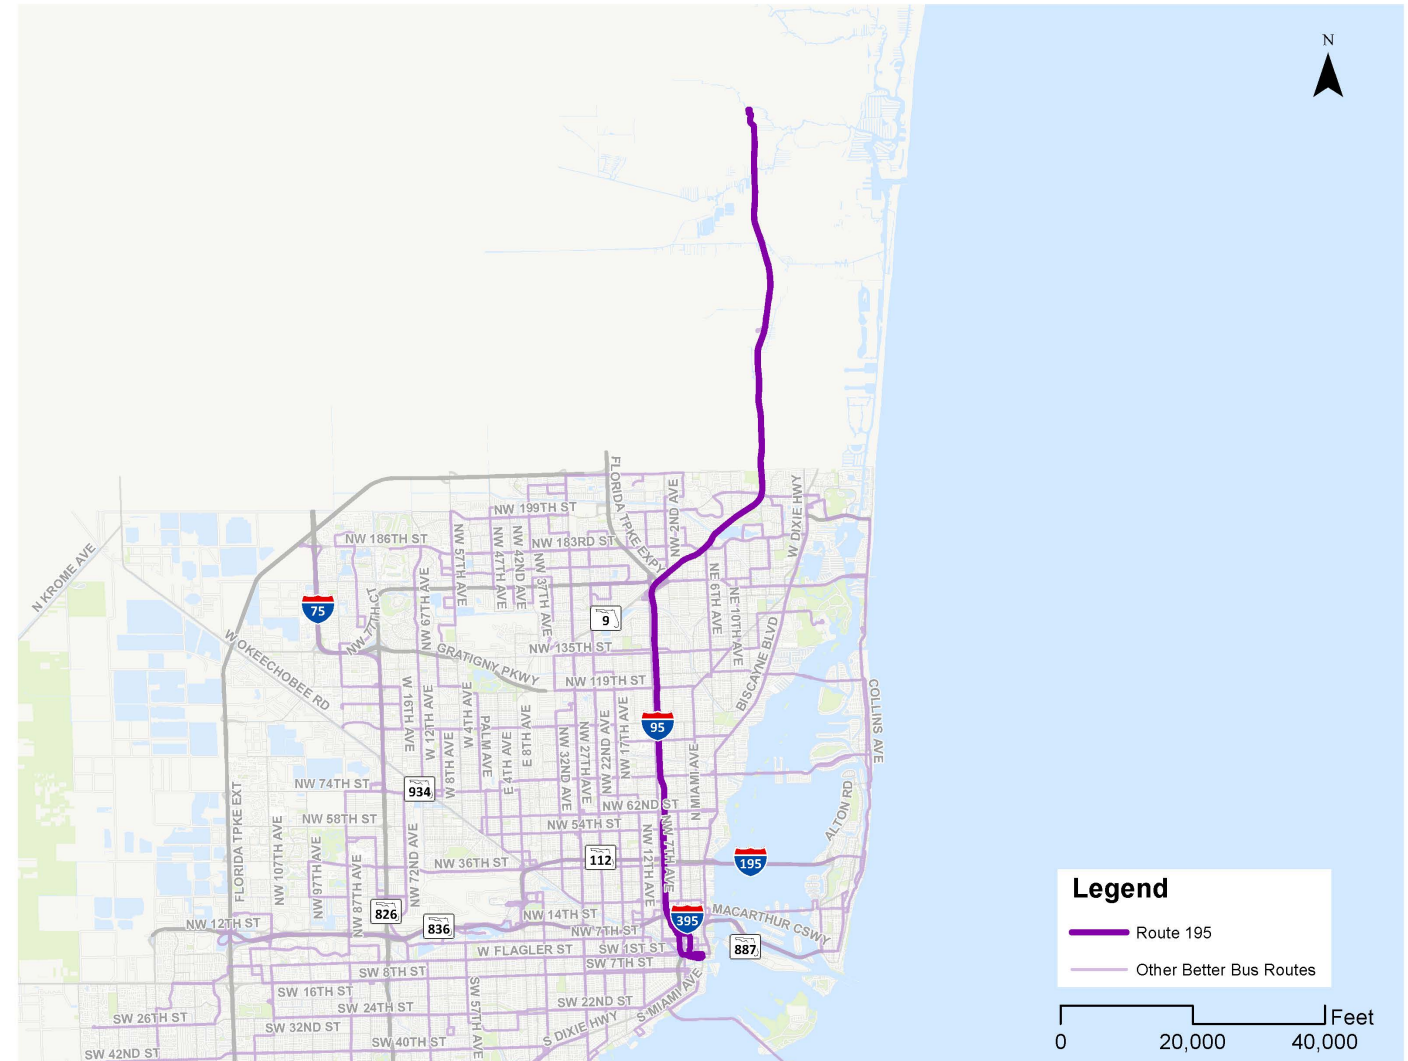 N
FLORIDA TPKE EXPY
NW 2ND AVE
W DIXIE HWY
NW 199TH ST
NW 186TH ST
NW 57TH AVE
NW 47TH AVE
NW 42ND AVE
NW 183RD ST
NW 37TH AVE
N KROME AVE
NE 6TH AVE
NE 10TH AVE
NW 67TH AVE
NW 77TH CT
75
9
W OKEECHOBEE RD
GRATIGNY PKWY
NW 135TH ST
BISCAYNE BLVD
NW 119TH ST
W 16TH AVE
W 12TH AVE
W 4TH AVE
W 8TH AVE
PALM AVE
E 4TH AVE
E 8TH AVE
NW 32ND AVE
NW 27TH AVE
NW 22ND AVE
NW 17TH AVE
95
COLLINS AVE
N MIAMI AVE
NW 74TH ST
934
FLORIDA TPKE EXT
NW 62ND ST
ALTON RD
NW 58TH ST
NW 54TH ST
NW 107TH AVE
NW 97TH AVE
NW 87TH AVE
NW 72ND AVE
NW 12TH AVE
NW 7TH AVE
NW 36TH ST
112
195
826
836
395
MACARTHUR CSWY
NW 14TH ST
NW 12TH ST
NW 7TH ST
887
W FLAGLER ST
SW 1ST ST
SW 7TH ST
SW 8TH ST
SW 16TH ST
SW 57TH AVE
S MIAMI AVE
SW 22ND ST
SW 24TH ST
SW 26TH ST
SW 32ND ST
S DIXIE HWY
SW 40TH ST
SW 42ND ST
Legend
Route 195
Other Better Bus Routes
Feet
0 20,000 40,000